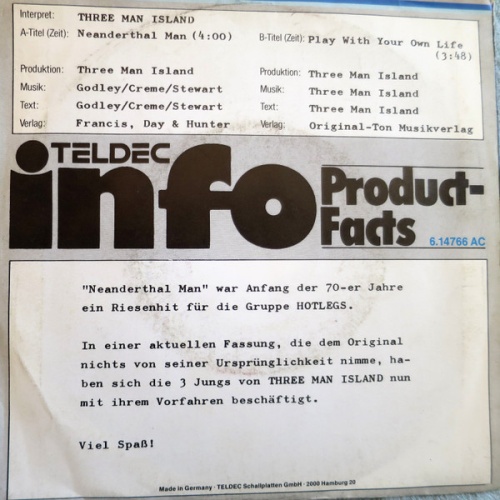 Interpret: THREE MAN ISLAND
A-Titel (Zeit): Neanderthal Man (4:00) B-Titel (Zeit): Play With Your Own Life
(3:48)
Produktion: Three Man Island Produktion: Three Man Island
Musik: Godley/Creme/Stewart Musik: Three Man Island
Text: Godley/Creme/Stewart Text: Three Man Island
Verlag: Francis, Day & Hunter Verlag: Original-Ton Musikverlag
TELDEC
info
Product-
Facts
6.14766 AC
"Neanderthal Man" war Anfang der 70-er Jahre
ein Riesenhit für die Gruppe HOTLEGS.
In einer aktuellen Fassung, die dem Original
nichts von seiner Ursprünglichkeit nimme, ha-
ben sich die 3 Jungs von THREE MAN ISLAND nun
mit ihrem Vorfahren beschäftigt.
Viel Spaß!
Made in Germany · TELDEC Schallplatten GmbH · 2000 Hamburg 20